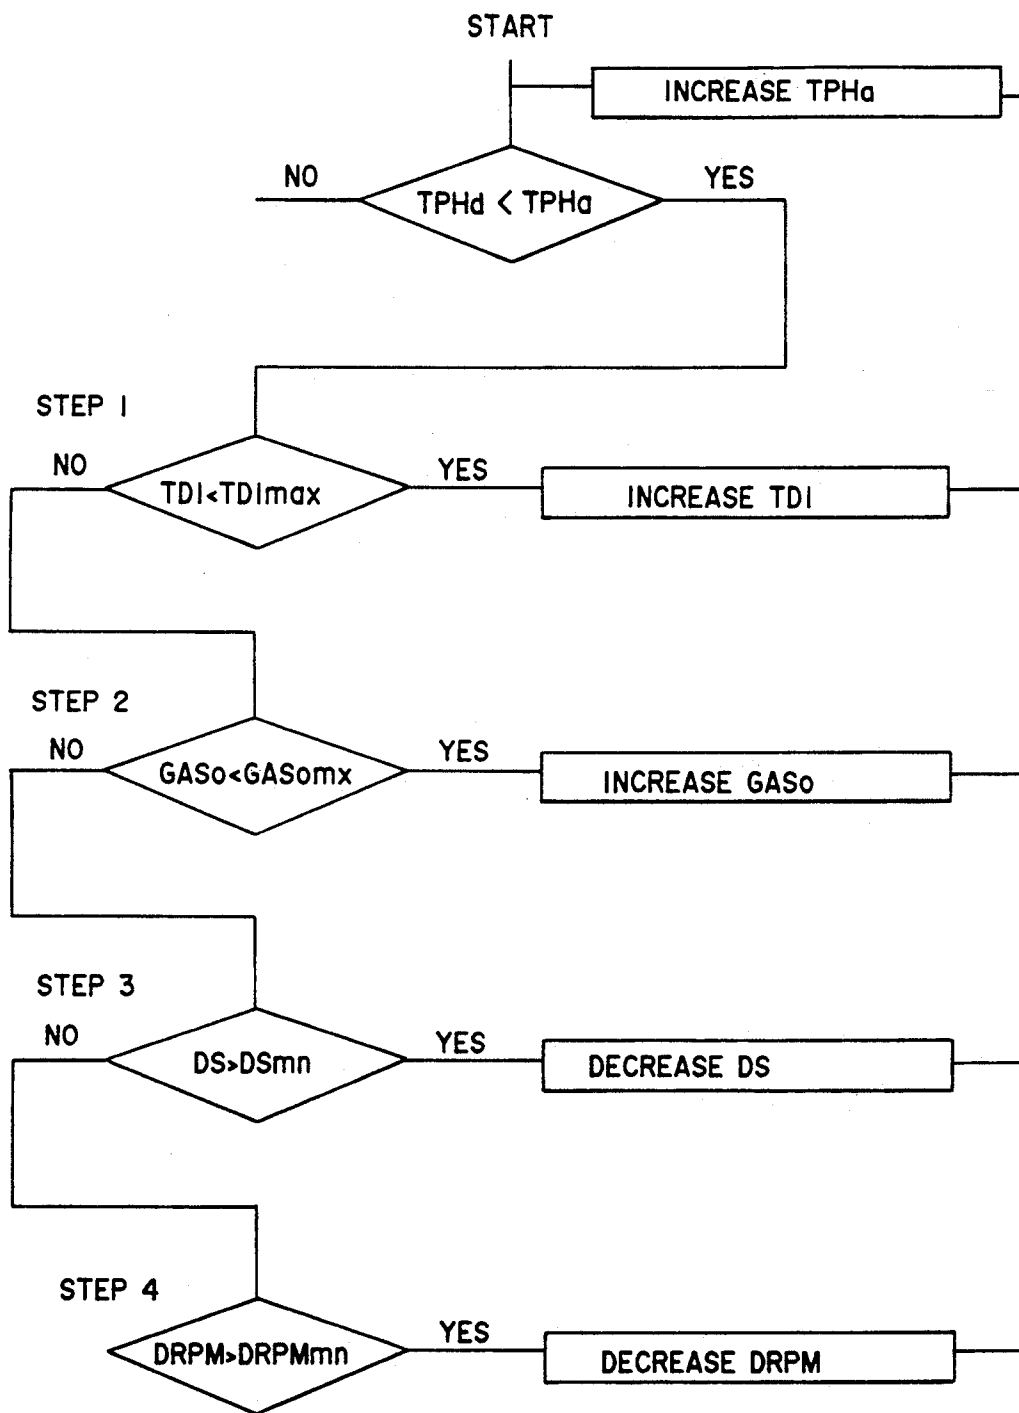 START
INCREASE TPHa
NO
TPHd < TPHa
YES
STEP 1
NO
TDI<TDImax
YES
INCREASE TDI
STEP 2
NO
GASo<GASomx
YES
INCREASE GASo
STEP 3
NO
DS>DSmn
YES
DECREASE DS
STEP 4
DRPM>DRPMmn
YES
DECREASE DRPM